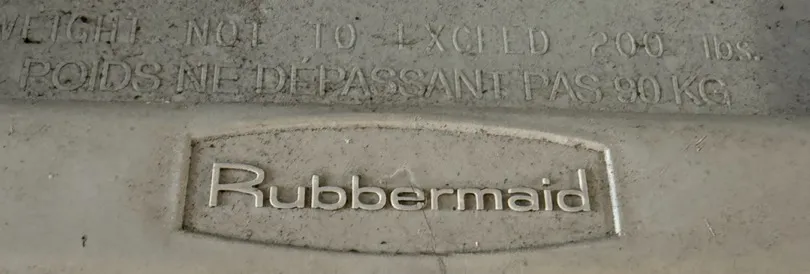 WEIGHT NOT TO EXCEED 200 lbs.
POIDS NE DÉPASSANT PAS 90 KG
Rubbermaid